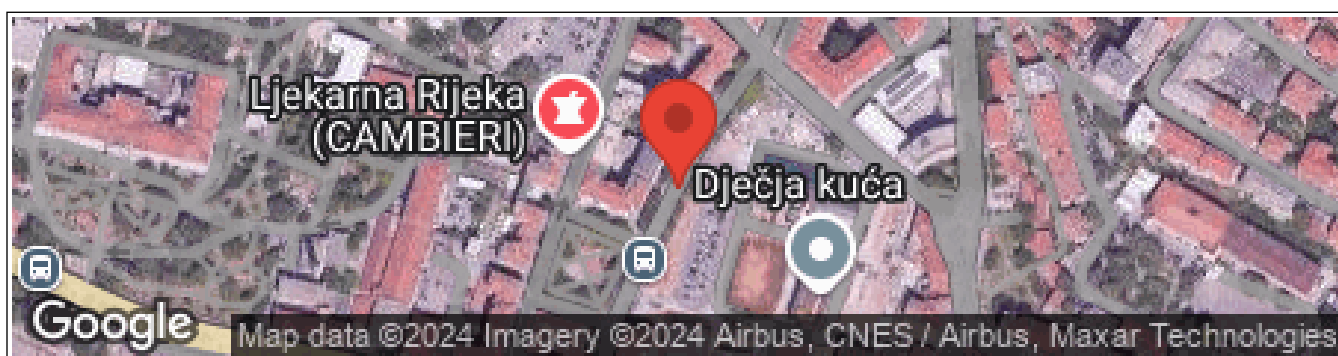 Ljekarna Rijeka
(CAMBIERI)
Dječja kuća
Google
Map data ©2024 Imagery ©2024 Airbus, CNES / Airbus, Maxar Technologies